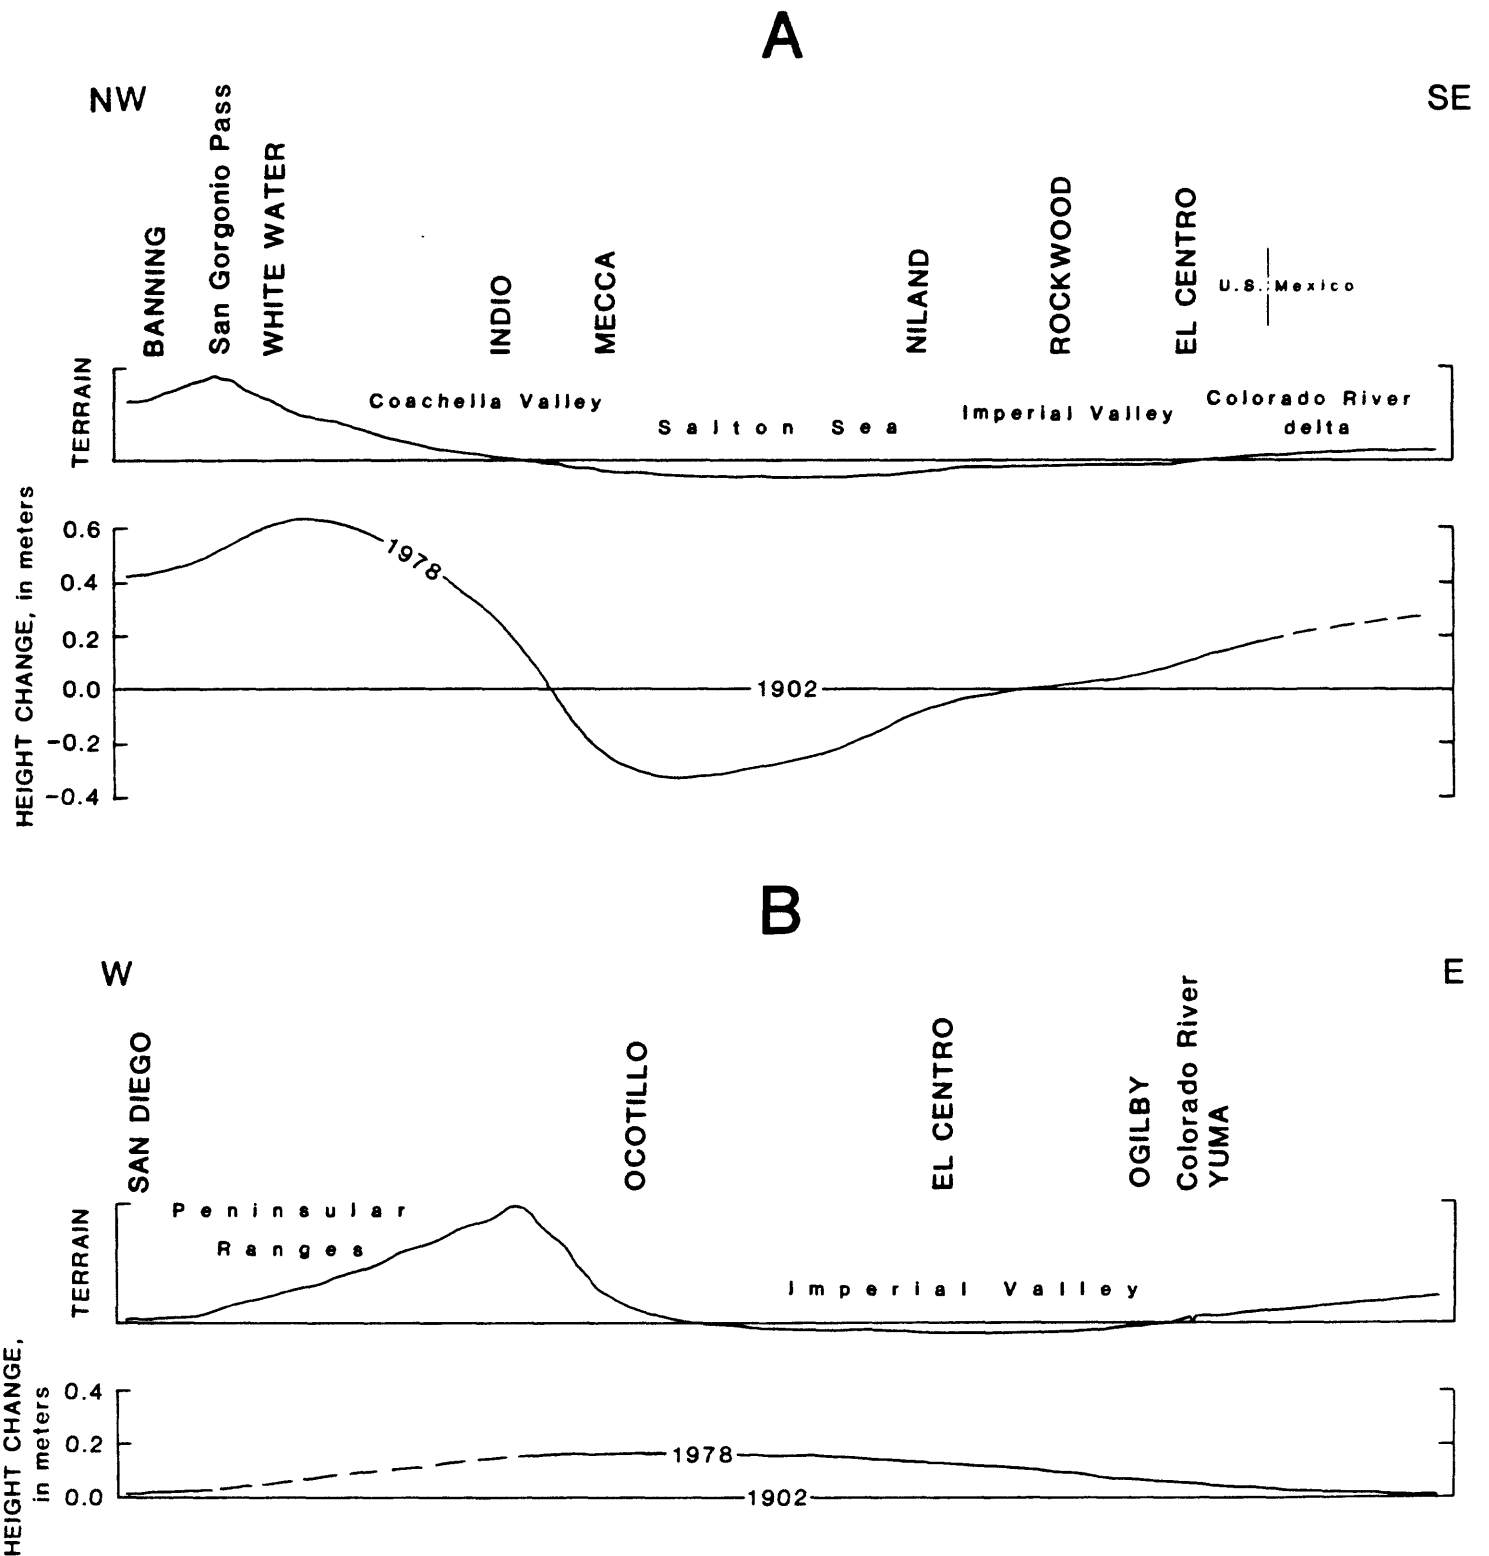 A
NW
SE
BANNING
San Gorgonio Pass
WHITE WATER
INDIO
MECCA
NILAND
ROCKWOOD
EL CENTRO
U.S. Mexico
TERRAIN
Coachella Valley
Salton Sea
Imperial Valley
Colorado River
delta
HEIGHT CHANGE, in meters
0.6
0.4
0.2
0.0
-0.2
-0.4
1978
1902
B
W
E
SAN DIEGO
OCOTILLO
EL CENTRO
OGILBY
Colorado River
YUMA
TERRAIN
Peninsular
Ranges
Imperial Valley
HEIGHT CHANGE,
in meters
0.4
0.2
0.0
1978
1902